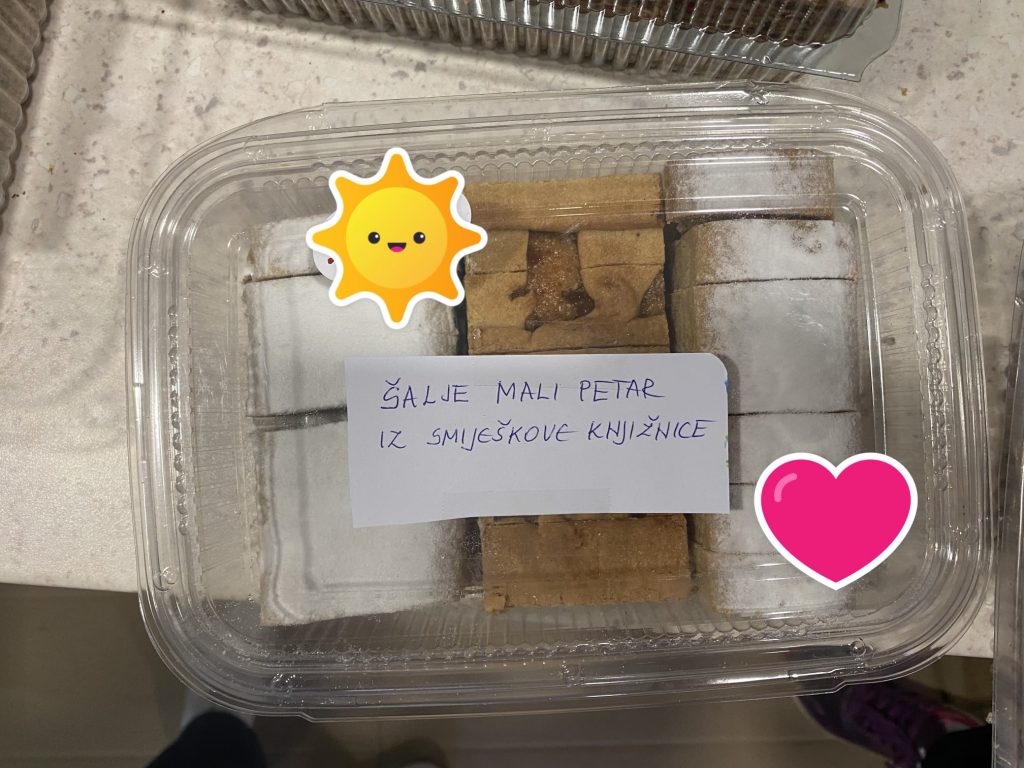 ŠALJE MALI PETAR
IZ SMIJEŠKOVE KNJIŽNICE